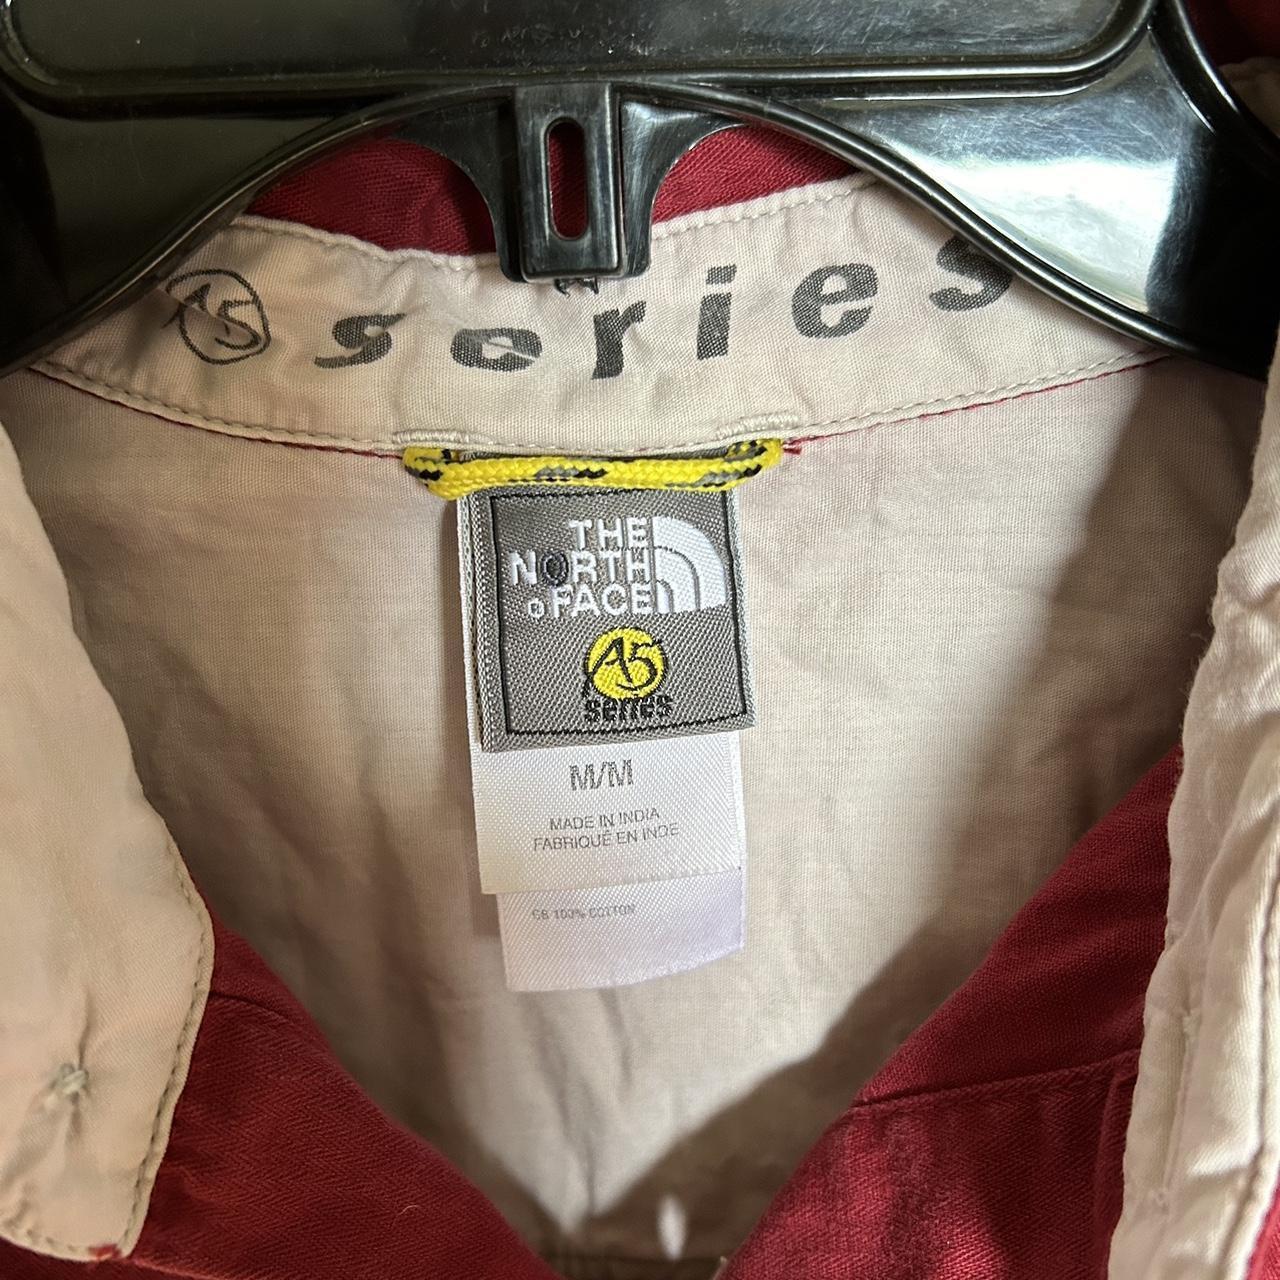 A5 series
THE
NORTH
FACE
A5
series
M/M
MADE IN INDIA
FABRIQUÉ EN INDE
100% COTTON